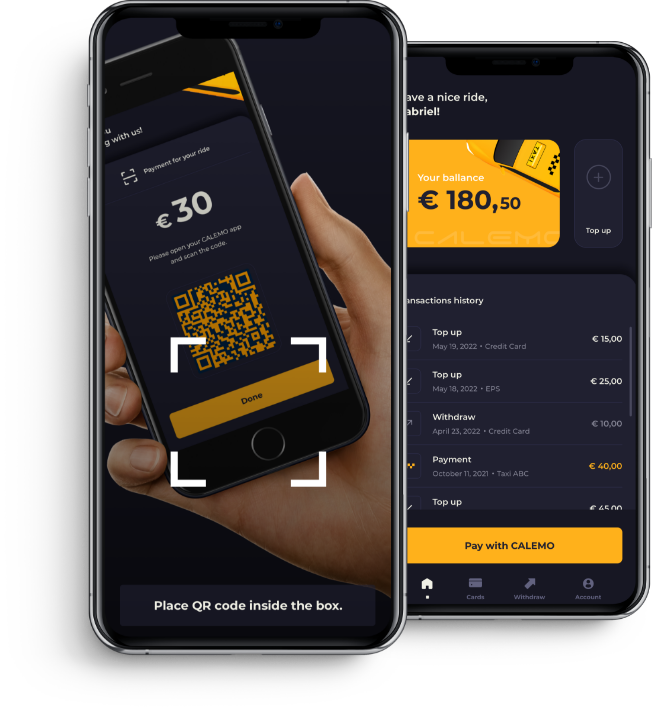 u
g with us!
Payment for your ride
€ 30
Please open your CALEMO app
and scan the code.
Done
Place QR code inside the box.
ave a nice ride,
abriel!
Your ballance
€ 180,50
TAXI
CALEMO
Top up
ansactions history
Top up
May 19, 2022 • Credit Card
€ 15,00
Top up
May 18, 2022 • EPS
€ 25,00
Withdraw
April 23, 2022 • Credit Card
€ 10,00
Payment
October 11, 2021 • Taxi ABC
€ 40,00
Top up
€ 45,00
Pay with CALEMO
Cards
Withdraw
Account